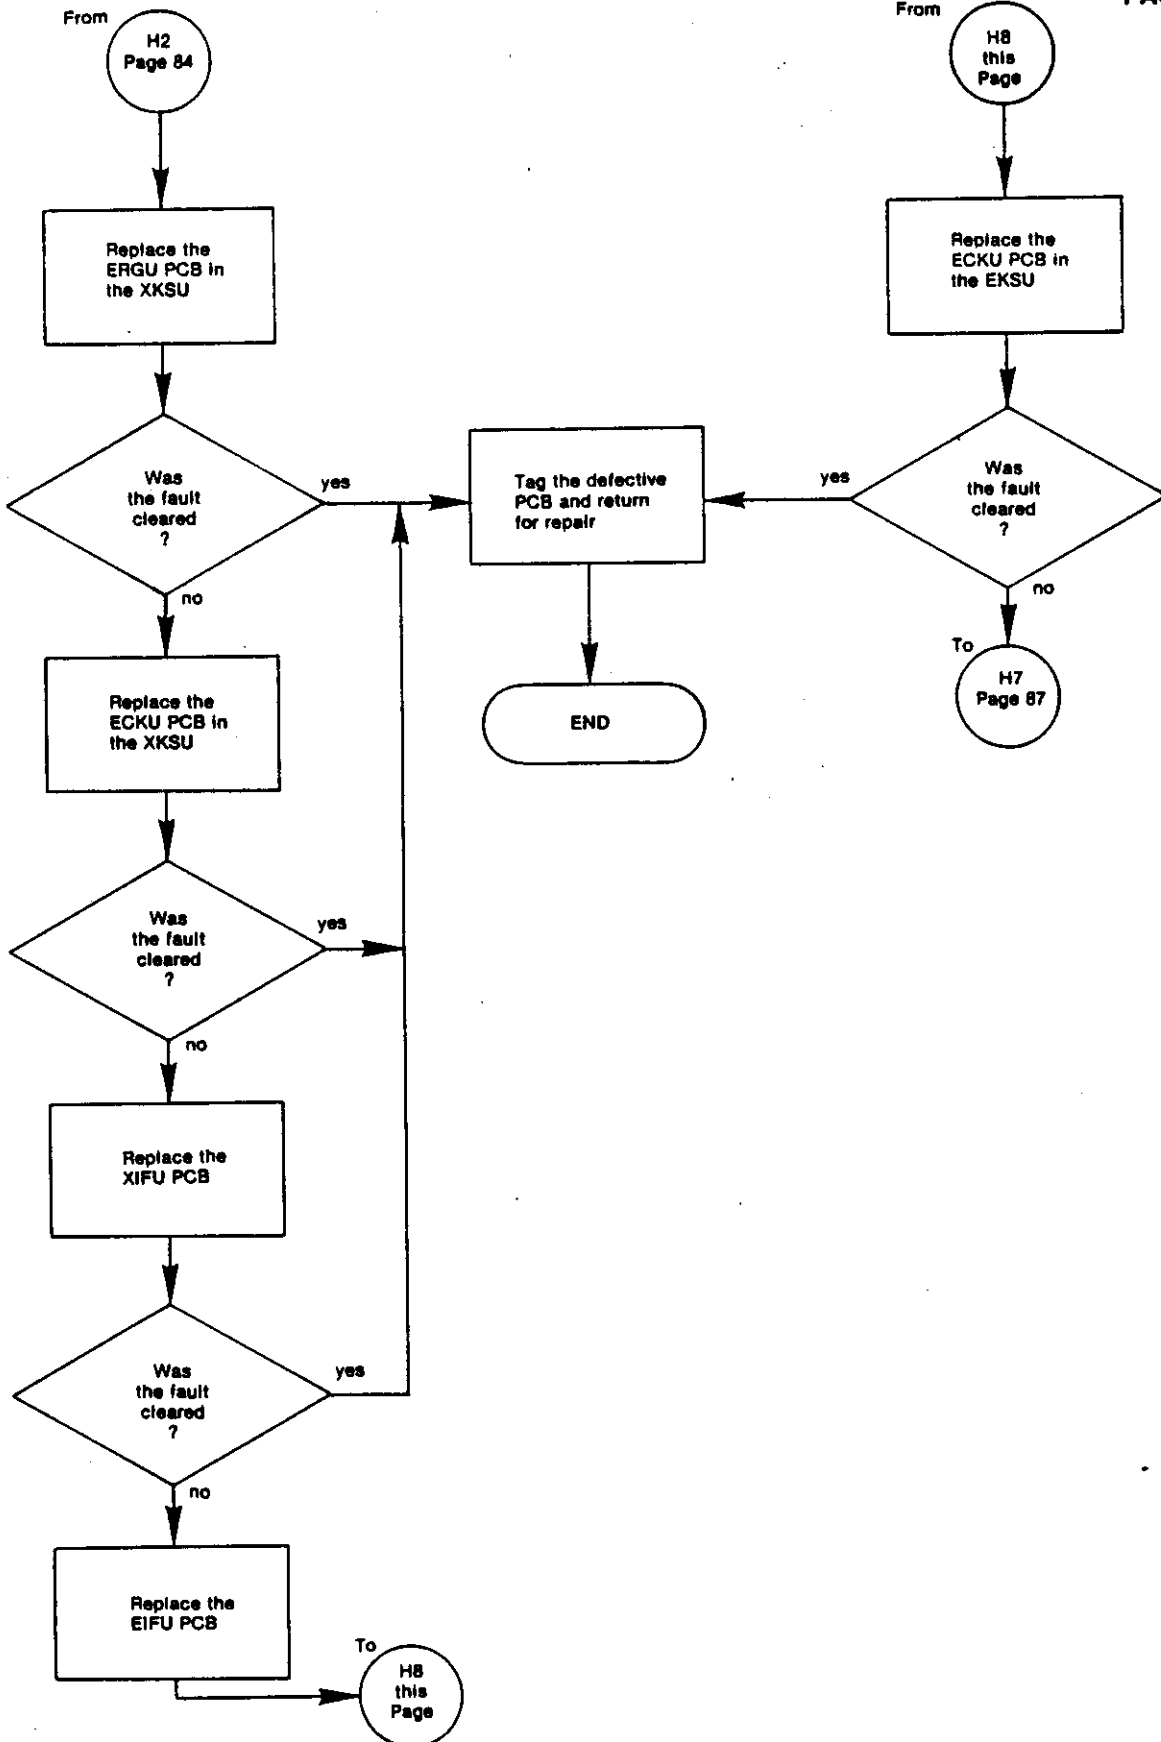 From
H2
Page 84
Replace the
ERGU PCB in
the XKSU
Was
the fault
cleared
?
yes
no
Replace the
ECKU PCB in
the XKSU
Was
the fault
cleared
?
yes
no
Replace the
XIFU PCB
Was
the fault
cleared
?
yes
no
Replace the
EIFU PCB
To
H8
this
Page
Tag the defective
PCB and return
for repair
END
From
H8
this
Page
Replace the
ECKU PCB in
the EKSU
Was
the fault
cleared
?
yes
no
To
H7
Page 87